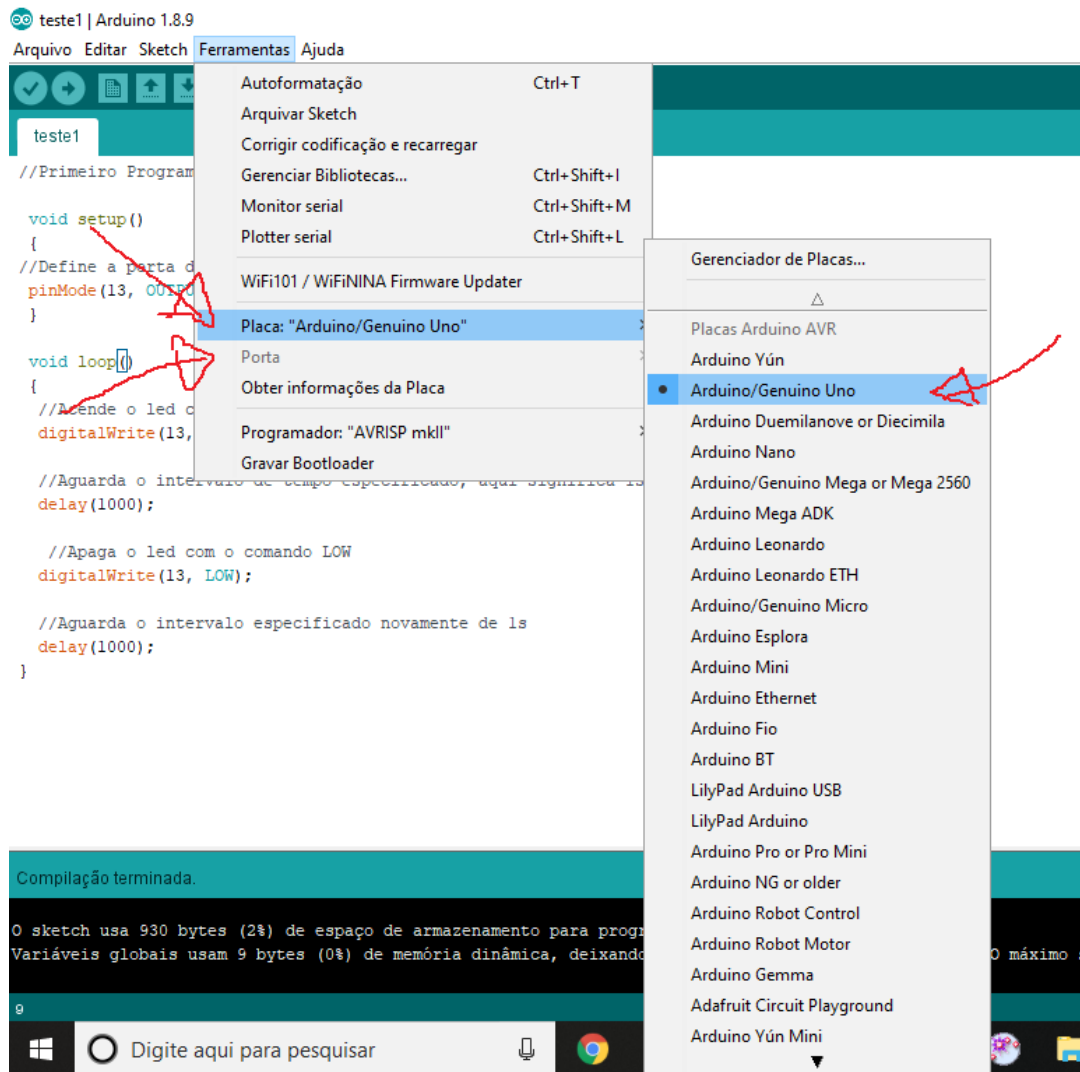 teste1 | Arduino 1.8.9
Arquivo Editar Sketch Ferramentas Ajuda
teste1
//Primeiro Program
void setup()
{
//Define a porta d
pinMode(13, OUTPU
}
void loop()
{
//Acende o led c
digitalWrite(13,
//Aguarda o intervalo de tempo especificado, aqui significa 1s
delay(1000);
//Apaga o led com o comando LOW
digitalWrite(13, LOW);
//Aguarda o intervalo especificado novamente de 1s
delay(1000);
}
Autoformatação Ctrl+T
Arquivar Sketch
Corrigir codificação e recarregar
Gerenciar Bibliotecas... Ctrl+Shift+I
Monitor serial Ctrl+Shift+M
Plotter serial Ctrl+Shift+L
WiFi101 / WiFiNINA Firmware Updater
Placa: "Arduino/Genuino Uno"
Porta
Obter informações da Placa
Programador: "AVRISP mkII"
Gravar Bootloader
Gerenciador de Placas...
Placas Arduino AVR
Arduino Yún
Arduino/Genuino Uno
Arduino Duemilanove or Diecimila
Arduino Nano
Arduino/Genuino Mega or Mega 2560
Arduino Mega ADK
Arduino Leonardo
Arduino Leonardo ETH
Arduino/Genuino Micro
Arduino Esplora
Arduino Mini
Arduino Ethernet
Arduino Fio
Arduino BT
LilyPad Arduino USB
LilyPad Arduino
Arduino Pro or Pro Mini
Arduino NG or older
Arduino Robot Control
Arduino Robot Motor
Arduino Gemma
Adafruit Circuit Playground
Arduino Yún Mini
Compilação terminada.
O sketch usa 930 bytes (2%) de espaço de armazenamento para progr
Variáveis globais usam 9 bytes (0%) de memória dinâmica, deixando O máximo
9
Digite aqui para pesquisar